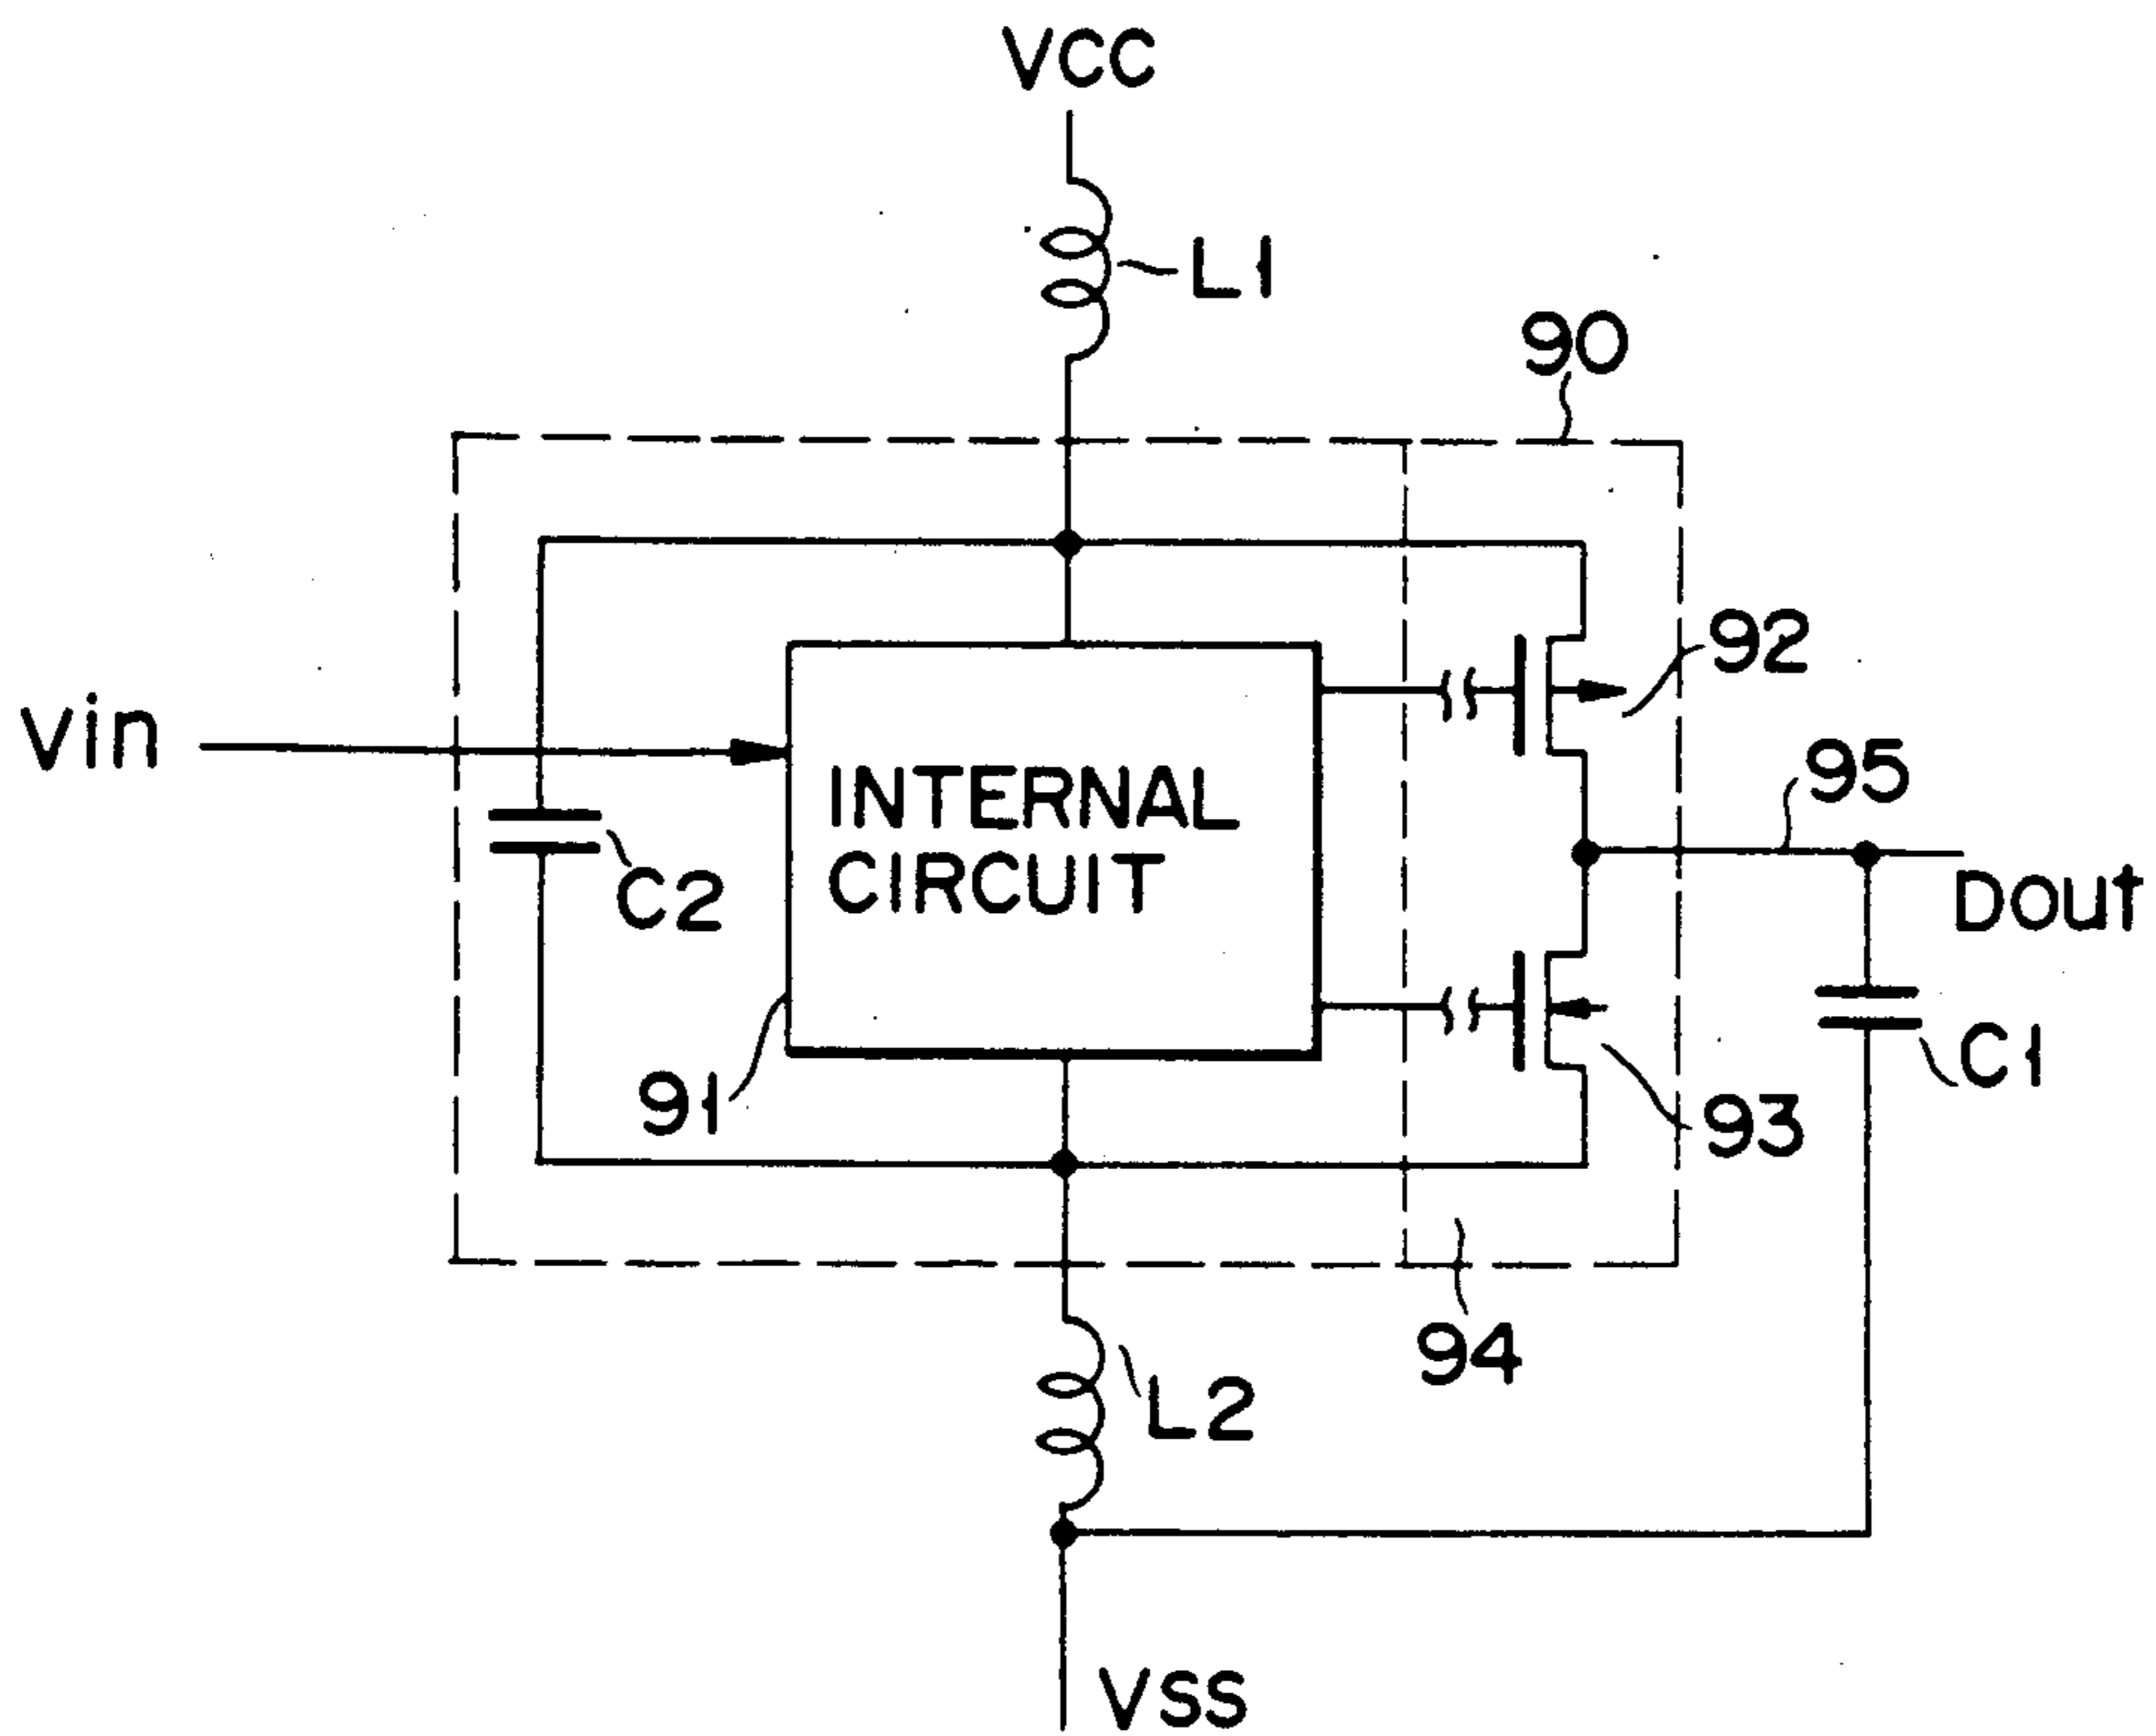 VCC
L1
90
92
Vin
95
INTERNAL
CIRCUIT
C2
Dout
C1
91
93
94
L2
VSS